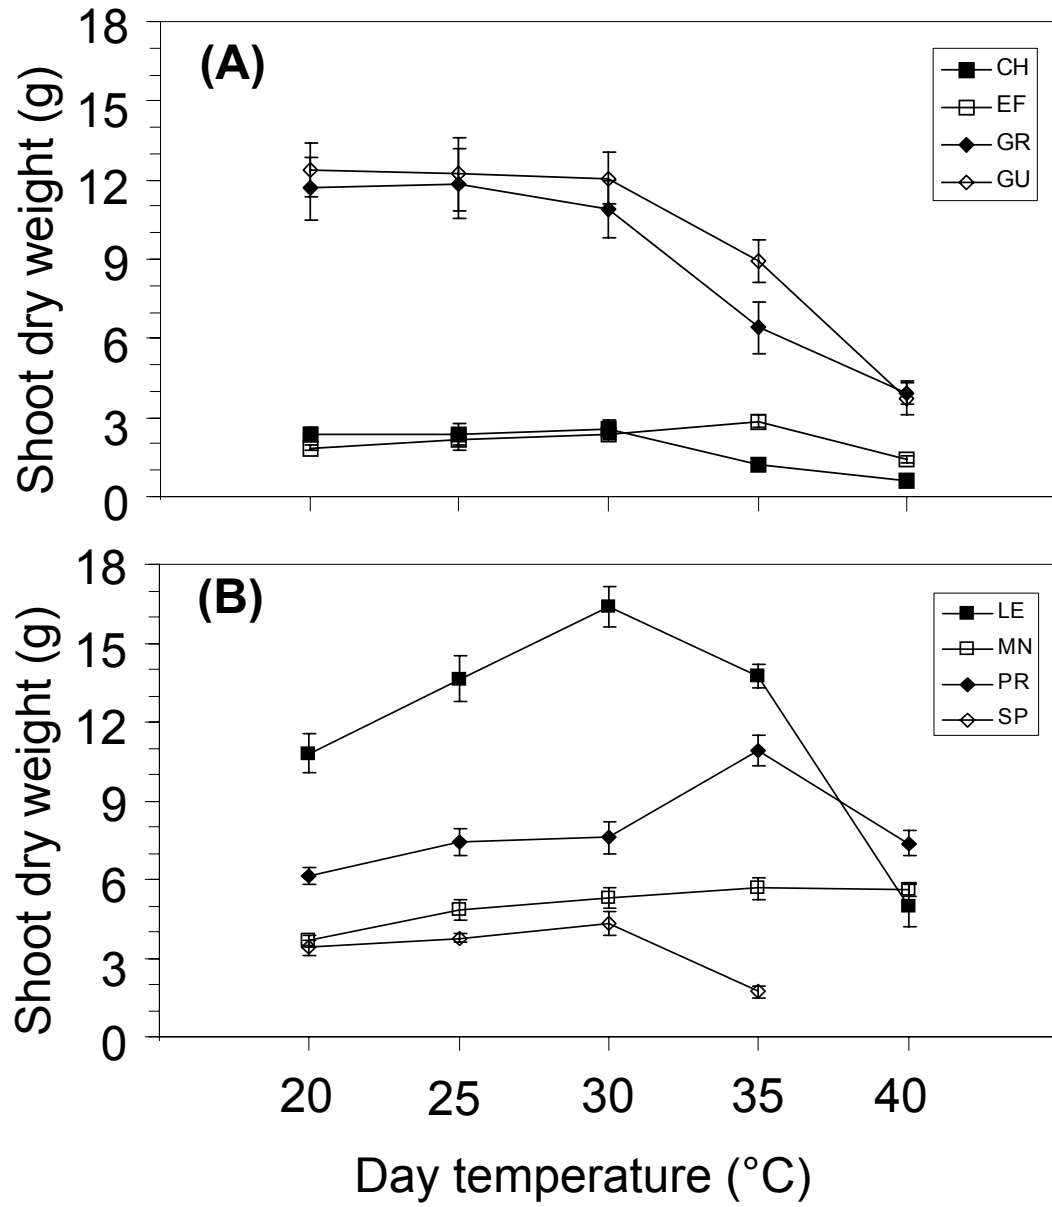 (A)
Shoot dry weight (g)
18
15
12
9
6
3
0
CH
EF
GR
GU
(B)
Shoot dry weight (g)
18
15
12
9
6
3
0
LE
MN
PR
SP
20 25 30 35 40
Day temperature (°C)